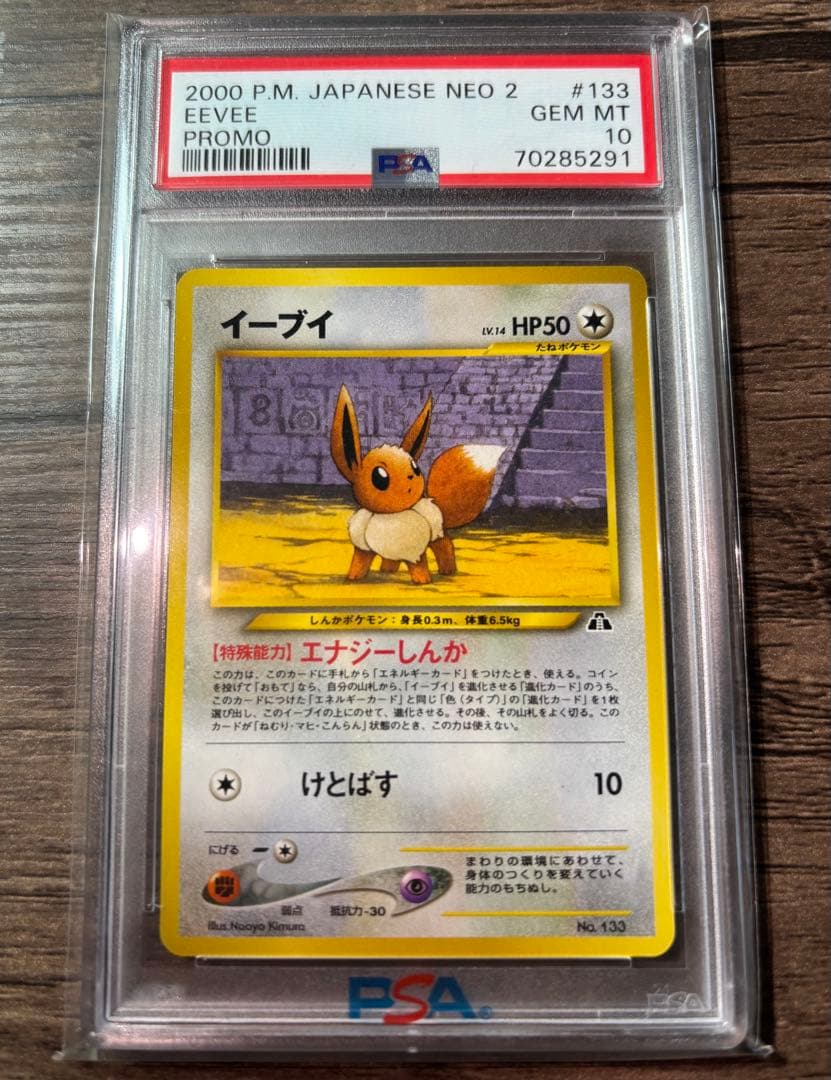 2000 P.M. JAPANESE NEO 2 #133
EEVEE GEM MT
PROMO 10
PSA 70285291
イーブイ LV.14 HP50
たねポケモン
8
しんかポケモン：身長0.3m、体重6.5kg
【特殊能力】エナジーしんか
この力は、このカードに手札から「エネルギーカード」をつけたとき、使える。コイン
を投げて「おもて」なら、自分の山札から、「イーブイ」を進化させる「進化カード」のうち、
このカードにつけた「エネルギーカード」と同じ「色（タイプ）」の「進化カード」を1枚
選び出し、このイーブイの上にのせて、進化させる。その後、その山札をよく切る。この
カードが「ねむり・マヒ・こんらん」状態のとき、この力は使えない。
けとばす 10
にげる
弱点 抵抗力-30
まわりの環境にあわせて、
身体のつくりを変えていく
能力のもちぬし。
Illus. Naoyo Kimura No. 133
PSA®
PSA